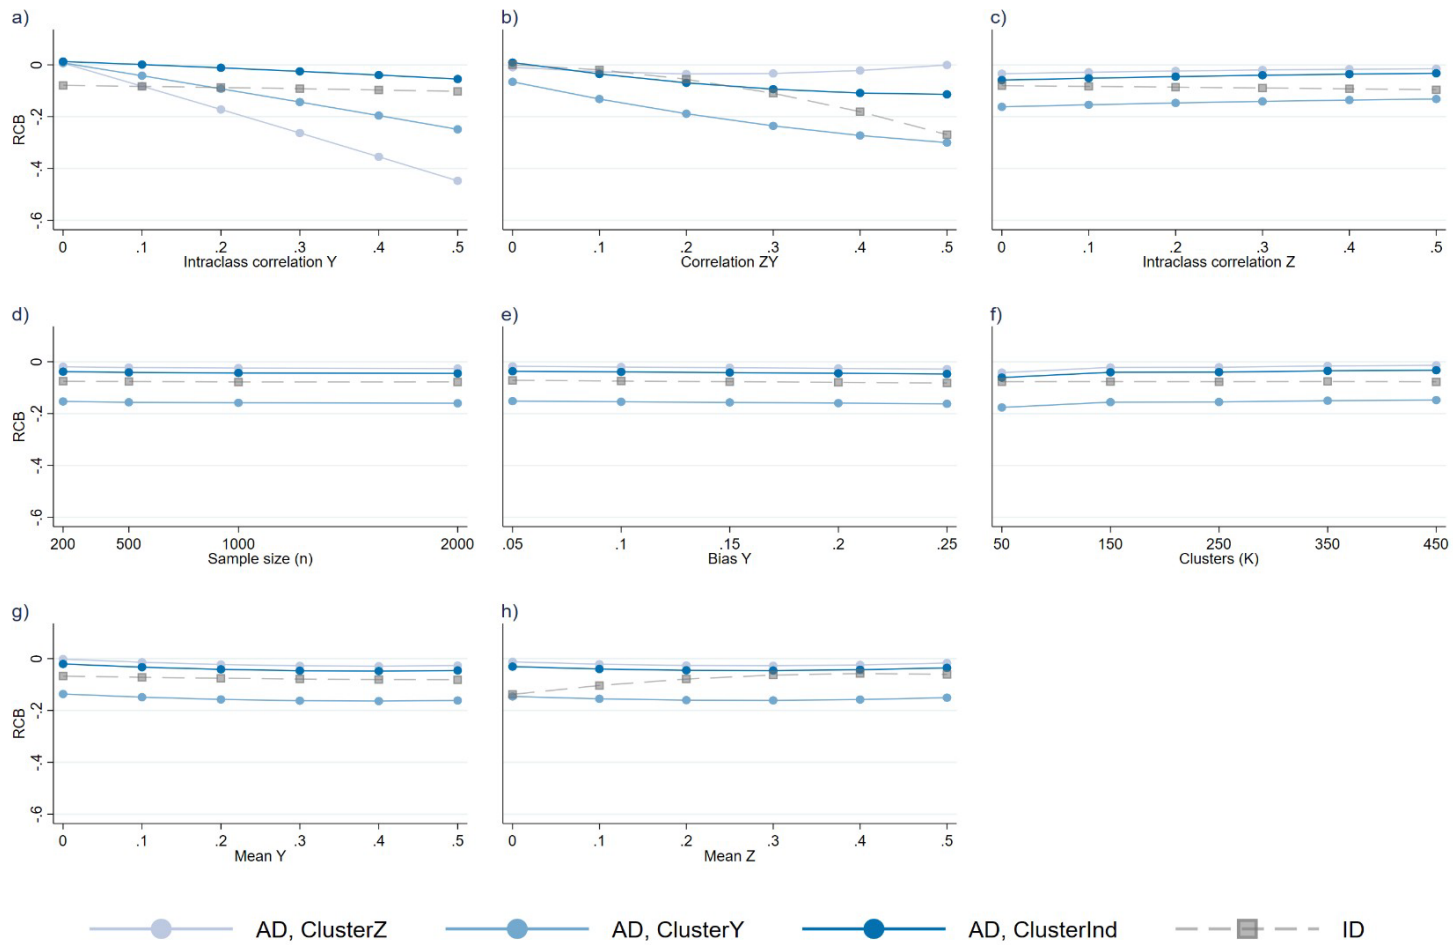 a)
b)
c)
RCB
0
-.2
-.4
-.6
0 .1 .2 .3 .4 .5
Intraclass correlation Y
0 .1 .2 .3 .4 .5
Correlation ZY
0 .1 .2 .3 .4 .5
Intraclass correlation Z
d)
e)
f)
RCB
0
-.2
-.4
-.6
200 500 1000 2000
Sample size (n)
.05 .1 .15 .2 .25
Bias Y
50 150 250 350 450
Clusters (K)
g)
h)
RCB
0
-.2
-.4
-.6
0 .1 .2 .3 .4 .5
Mean Y
0 .1 .2 .3 .4 .5
Mean Z
AD, ClusterZ AD, ClusterY AD, ClusterInd ID